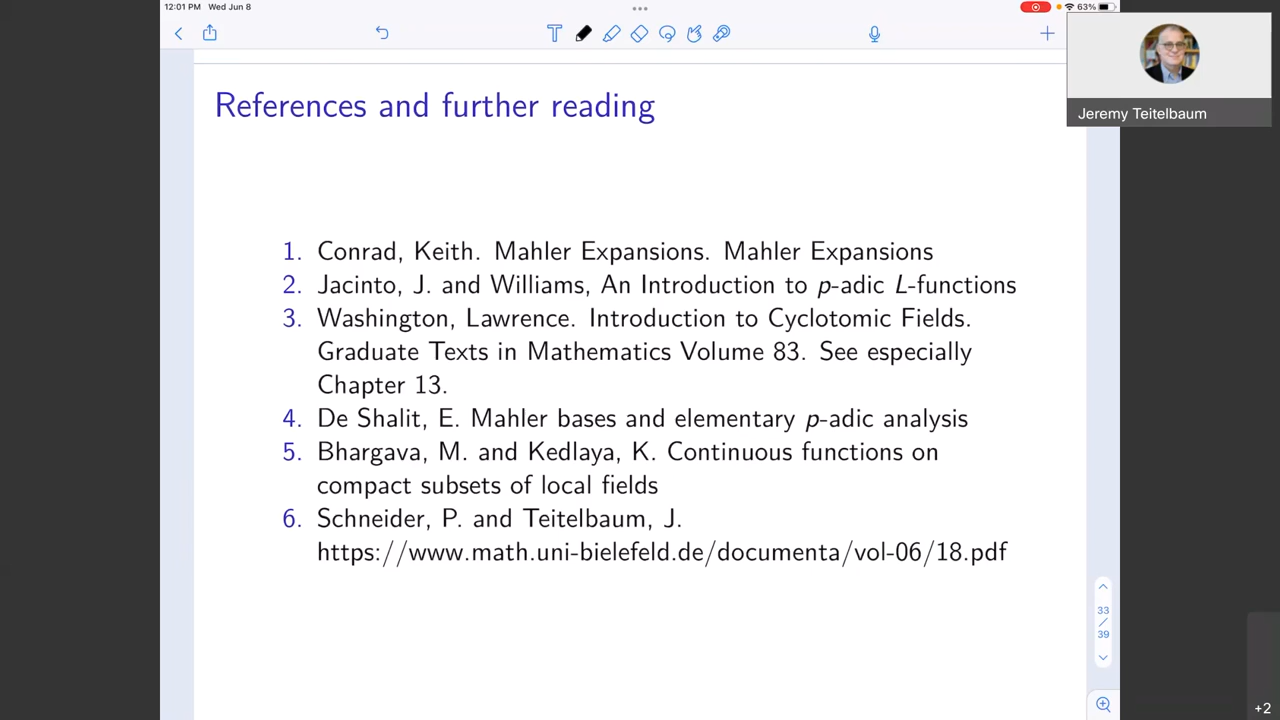 12:01 PM Wed Jun 8
63%
References and further reading
Jeremy Teitelbaum
1. Conrad, Keith. Mahler Expansions. Mahler Expansions
2. Jacinto, J. and Williams, An Introduction to p-adic L-functions
3. Washington, Lawrence. Introduction to Cyclotomic Fields.
Graduate Texts in Mathematics Volume 83. See especially
Chapter 13.
4. De Shalit, E. Mahler bases and elementary p-adic analysis
5. Bhargava, M. and Kedlaya, K. Continuous functions on
compact subsets of local fields
6. Schneider, P. and Teitelbaum, J.
https://www.math.uni-bielefeld.de/documenta/vol-06/18.pdf
33
/
39
+2